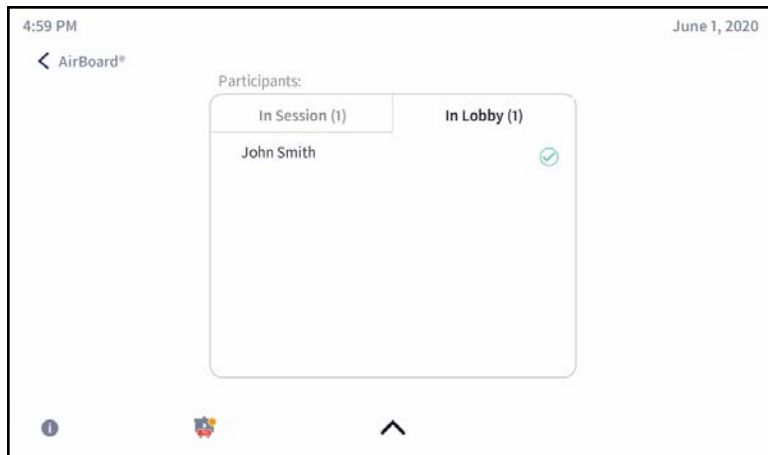 4:59 PM
June 1, 2020
AirBoard®
Participants:
In Session (1)
In Lobby (1)
John Smith